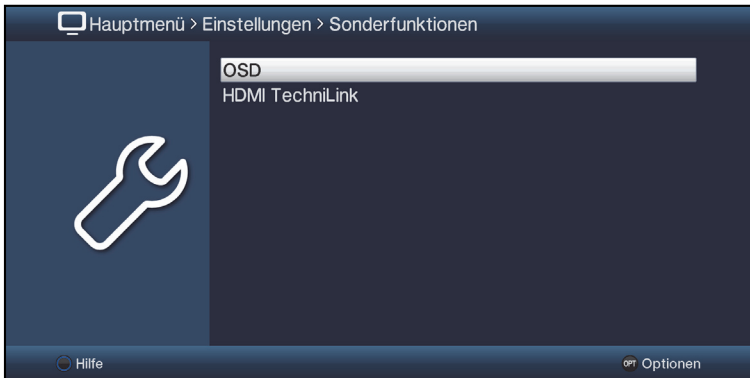 Hauptmenü > Einstellungen > Sonderfunktionen
OSD
HDMI TechniLink
Hilfe
OPT Optionen